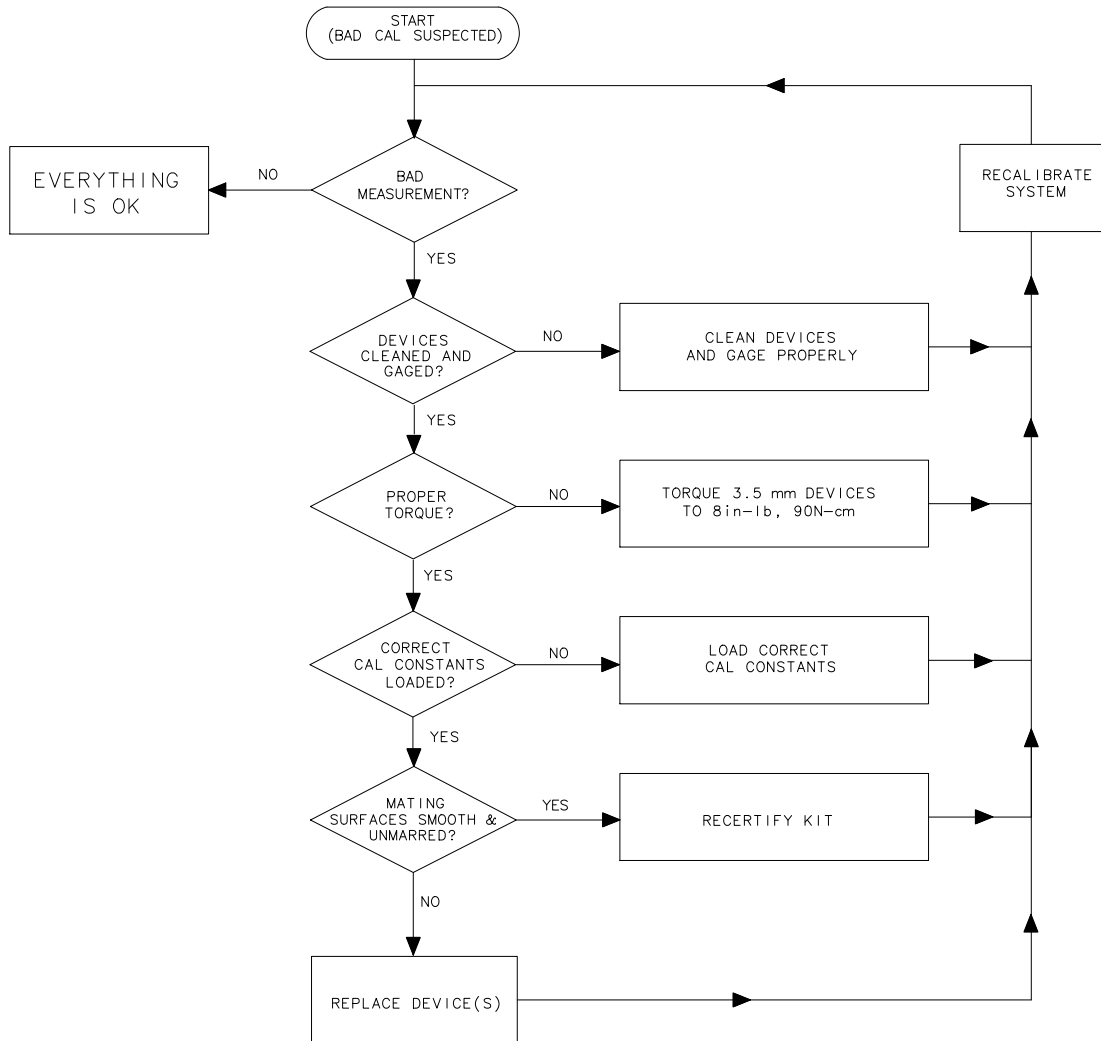 START
(BAD CAL SUSPECTED)
BAD
MEASUREMENT?
NO
EVERYTHING
IS OK
RECALIBRATE
SYSTEM
YES
DEVICES
CLEANED AND
GAGED?
NO
CLEAN DEVICES
AND GAGE PROPERLY
YES
PROPER
TORQUE?
NO
TORQUE 3.5 mm DEVICES
TO 8in-lb, 90N-cm
YES
CORRECT
CAL CONSTANTS
LOADED?
NO
LOAD CORRECT
CAL CONSTANTS
YES
MATING
SURFACES SMOOTH &
UNMARRED?
YES
RECERTIFY KIT
NO
REPLACE DEVICE(S)